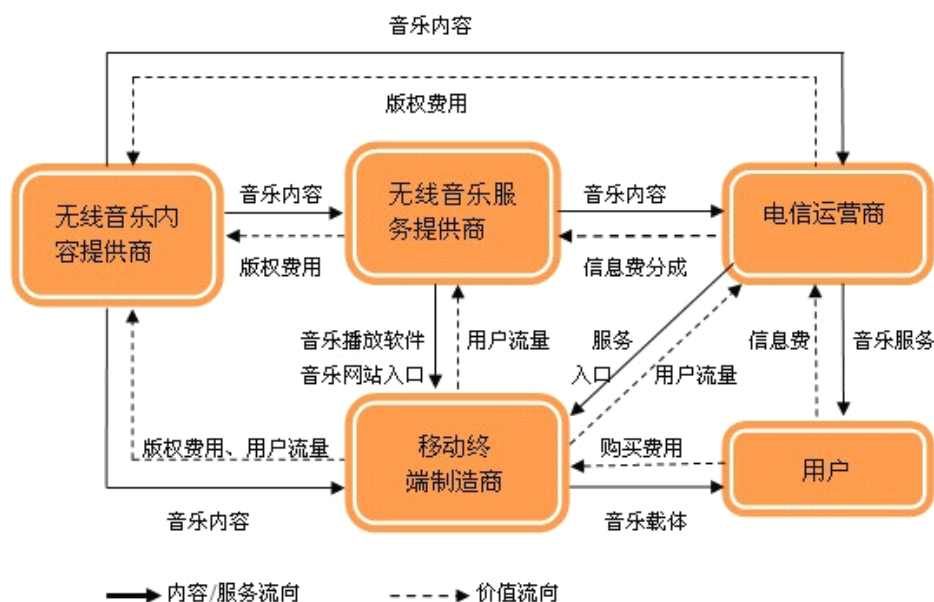 音乐内容
版权费用
无线音乐内
容提供商
音乐内容
版权费用
无线音乐服
务提供商
音乐内容
信息费分成
电信运营商
音乐播放软件
音乐网站入口
用户流量
服务
入口
用户流量
信息费
音乐服务
版权费用、用户流量
移动终
端制造商
购买费用
用户
音乐内容
音乐载体
内容/服务流向
价值流向